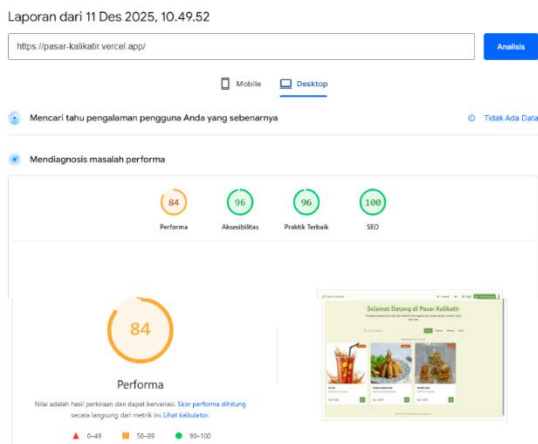 Laporan dari 11 Des 2025, 10.49.52
https://pasar-kalikatir.vercel.app/
Analisis
Mobile
Desktop
Mencari tahu pengalaman pengguna Anda yang sebenarnya
Tidak Ada Data
Mendiagnosis masalah performa
84
96
96
100
Performa
Aksesibilitas
Praktik Terbaik
SEO
84
Performa
Nilai adalah hasil perkiraan dan dapat bervariasi. Skor performa dihitung
secara langsung dari metrik ini. Lihat kalkulator.
0–49
50–89
90–100
Selamat Datang di Pasar Kalikatir